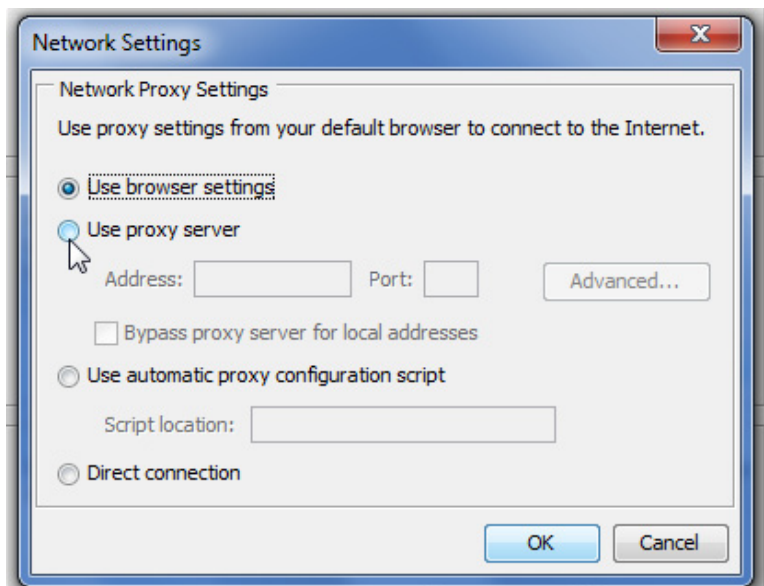 Network Settings
Network Proxy Settings
Use proxy settings from your default browser to connect to the Internet.
Use browser settings
Use proxy server
Address: Port: Advanced...
Bypass proxy server for local addresses
Use automatic proxy configuration script
Script location:
Direct connection
OK Cancel